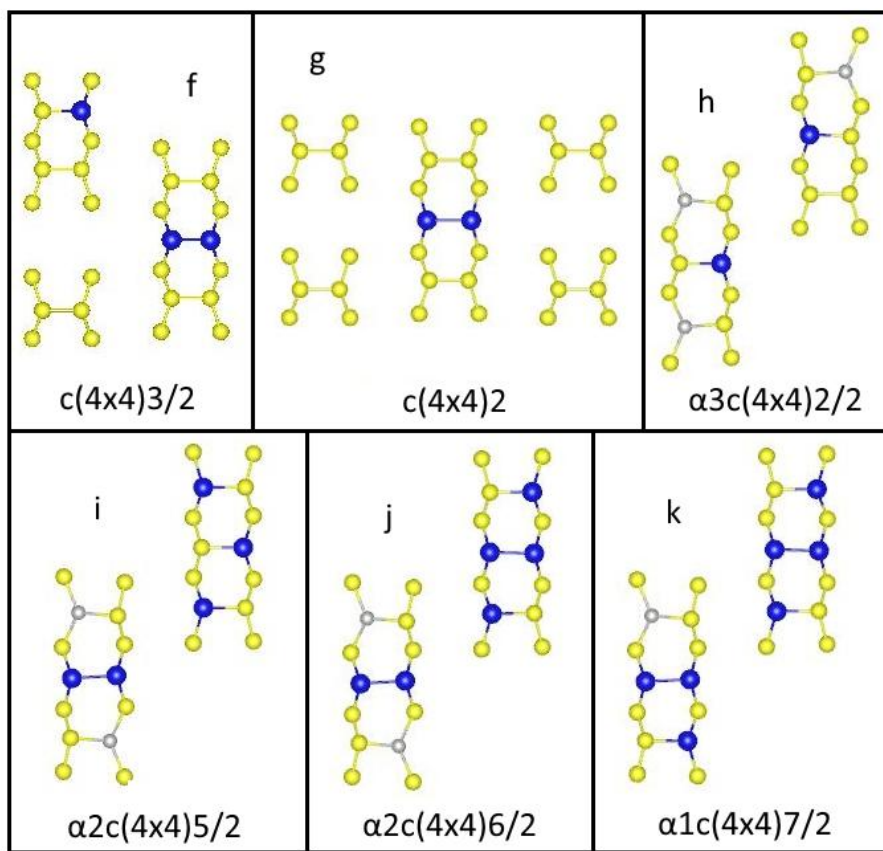 f
c(4x4)3/2
g
c(4x4)2
h
α3c(4x4)2/2
i
α2c(4x4)5/2
j
α2c(4x4)6/2
k
α1c(4x4)7/2